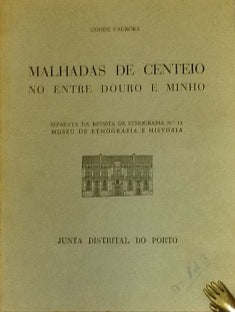 CONDE D'AURORA
MALHADAS DE CENTEIO
NO ENTRE DOURO E MINHO
SEPARATA DA REVISTA DE ETNOGRAFIA N.º 11
MUSEU DE ETNOGRAFIA E HISTÓRIA
JUNTA DISTRITAL DO PORTO